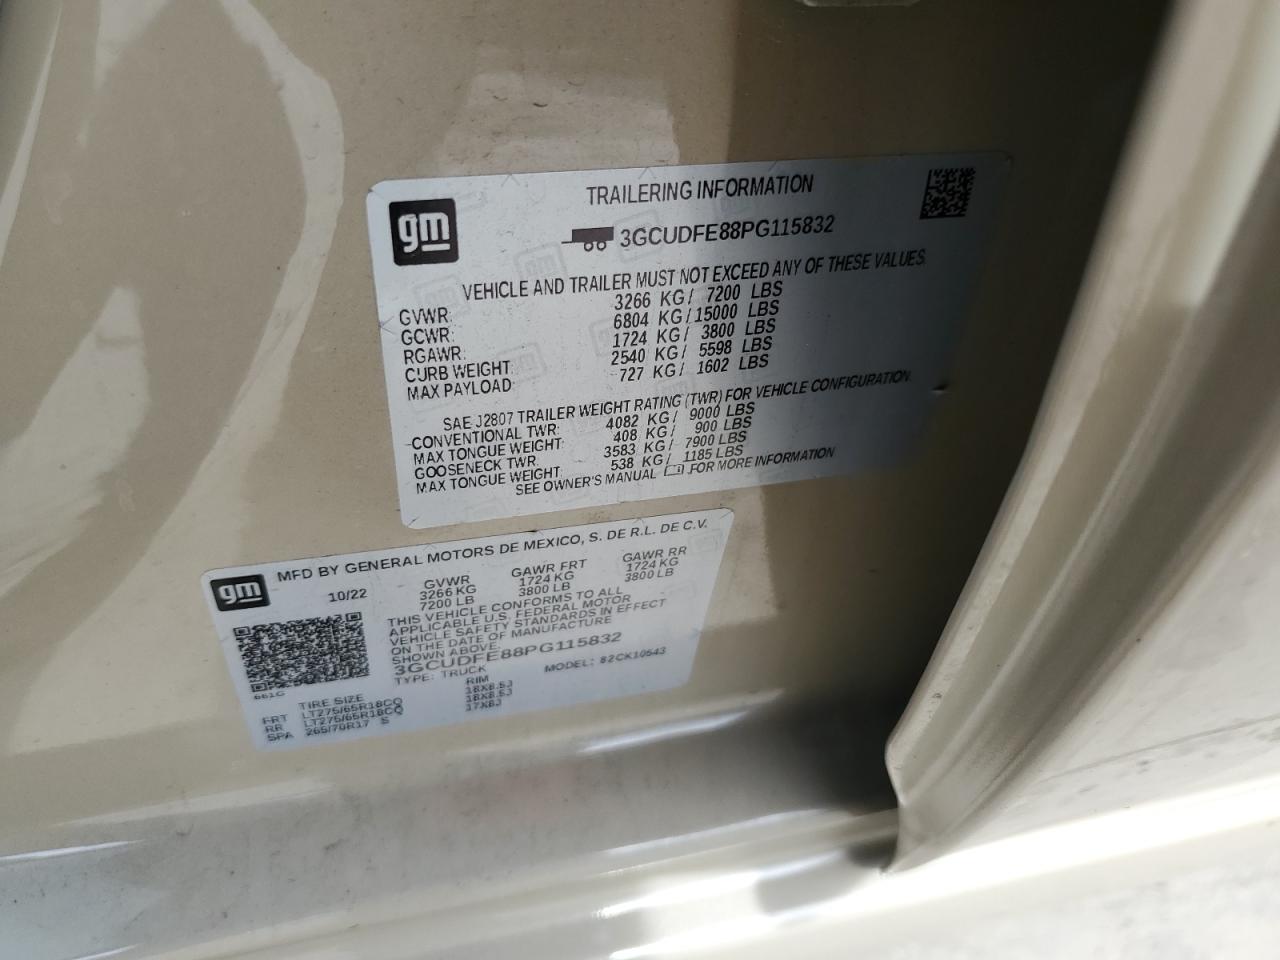 gm
TRAILERING INFORMATION
3GCUDFE88PG115832
VEHICLE AND TRAILER MUST NOT EXCEED ANY OF THESE VALUES.
GVWR: 3266 KG/ 7200 LBS
GCWR: 6804 KG/15000 LBS
RGAWR: 1724 KG/ 3800 LBS
CURB WEIGHT: 2540 KG/ 5598 LBS
MAX PAYLOAD: 727 KG/ 1602 LBS
SAE J2807 TRAILER WEIGHT RATING (TWR) FOR VEHICLE CONFIGURATION.
CONVENTIONAL TWR: 4082 KG/ 9000 LBS
MAX TONGUE WEIGHT: 408 KG/ 900 LBS
GOOSENECK TWR: 3583 KG/ 7900 LBS
MAX TONGUE WEIGHT: 538 KG/ 1185 LBS
SEE OWNER'S MANUAL FOR MORE INFORMATION
gm
MFD BY GENERAL MOTORS DE MEXICO, S. DE R.L. DE C.V.
10/22 GVWR GAWR FRT GAWR RR
3266 KG 1724 KG 1724 KG
7200 LB 3800 LB 3800 LB
THIS VEHICLE CONFORMS TO ALL
APPLICABLE U.S. FEDERAL MOTOR
VEHICLE SAFETY STANDARDS IN EFFECT
ON THE DATE OF MANUFACTURE
SHOWN ABOVE.
3GCUDFE88PG115832
TYPE: TRUCK MODEL: 82CK10543
661C
TIRE SIZE RIM
FRT LT275/65R18CQ 18X8.5J
RR LT275/65R18CQ 18X8.5J
SPA 265/70R17 S 17X8J